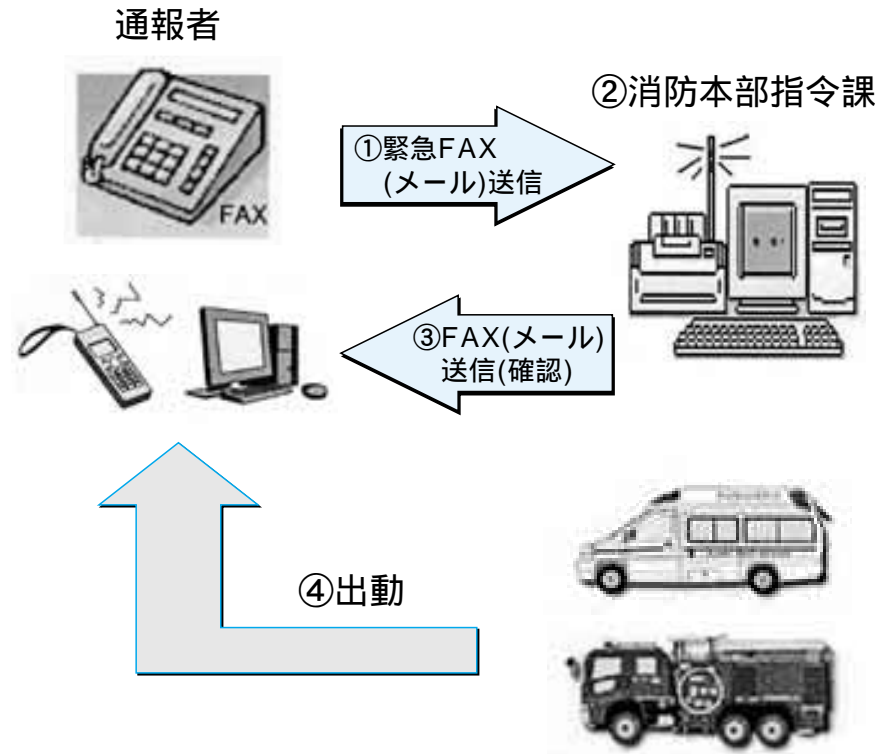 通報者
FAX
①緊急FAX
(メール)送信
②消防本部指令課
③FAX(メール)
送信(確認)
④出動